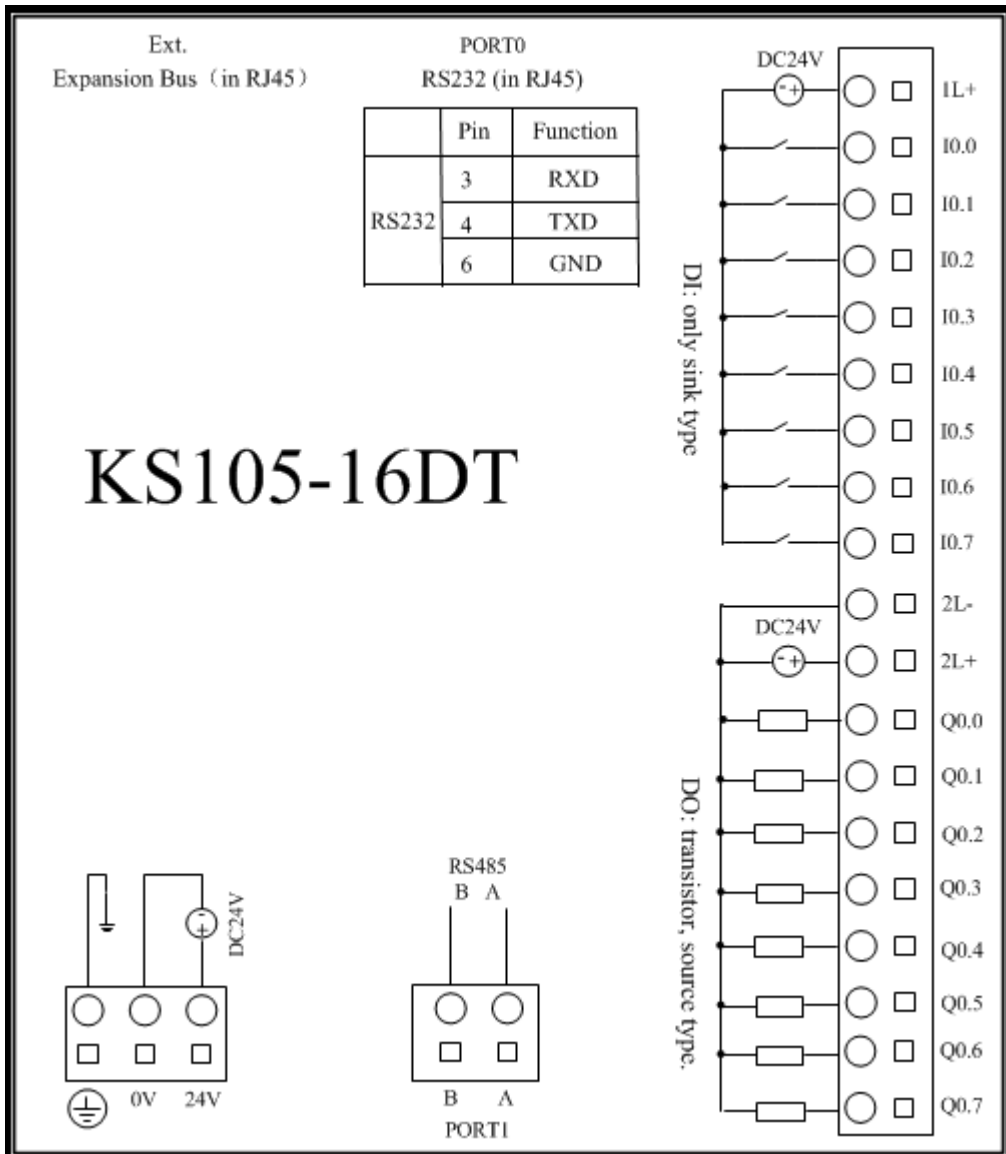 Ext.
Expansion Bus（in RJ45）
PORT0
RS232 (in RJ45)
Pin Function
RS232
3 RXD
4 TXD
6 GND
KS105-16DT
DC24V
- +
1L+
I0.0
I0.1
I0.2
I0.3
I0.4
I0.5
I0.6
I0.7
DI: only sink type
2L-
DC24V
- +
2L+
Q0.0
Q0.1
Q0.2
Q0.3
Q0.4
Q0.5
Q0.6
Q0.7
DO: transistor, source type.
- +
DC24V
0V 24V
RS485
B A
B A
PORT1